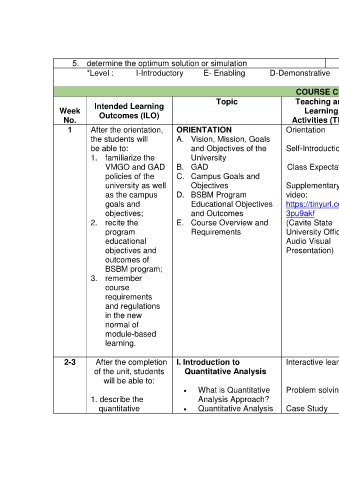 5. determine the optimum solution or simulation
*Level : I-Introductory E- Enabling D-Demonstrative
COURSE C
Week
No.
Intended Learning
Outcomes (ILO)
Topic
Teaching a
Learning
Activities (T
1
After the orientation,
the students will
be able to:
1. familiarize the
VMGO and GAD
policies of the
university as well
as the campus
goals and
objectives;
2. recite the
program
educational
objectives and
outcomes of
BSBM program;
3. remember
course
requirements
and regulations
in the new
normal of
module-based
learning.
ORIENTATION
A. Vision, Mission, Goals
and Objectives of the
University
B. GAD
C. Campus Goals and
Objectives
D. BSBM Program
Educational Objectives
and Outcomes
E. Course Overview and
Requirements
Orientation
Self-Introducti
Class Expecta
Supplementary
video:
https://tinyurl.co
3pu9akf
(Cavite State
University Offic
Audio Visual
Presentation)
2-3
After the completion
of the unit, students
will be able to:
1. describe the
quantitative
I. Introduction to
Quantitative Analysis
• What is Quantitative
Analysis Approach?
• Quantitative Analysis
Interactive lear
Problem solvin
Case Study